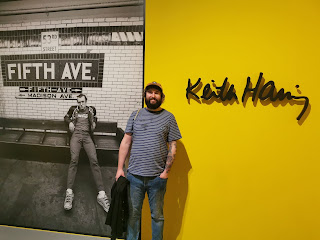 53RD
STREET
FIFTH AVE.
FIFTH-AVE
MADISON AVE.
Keith Haring